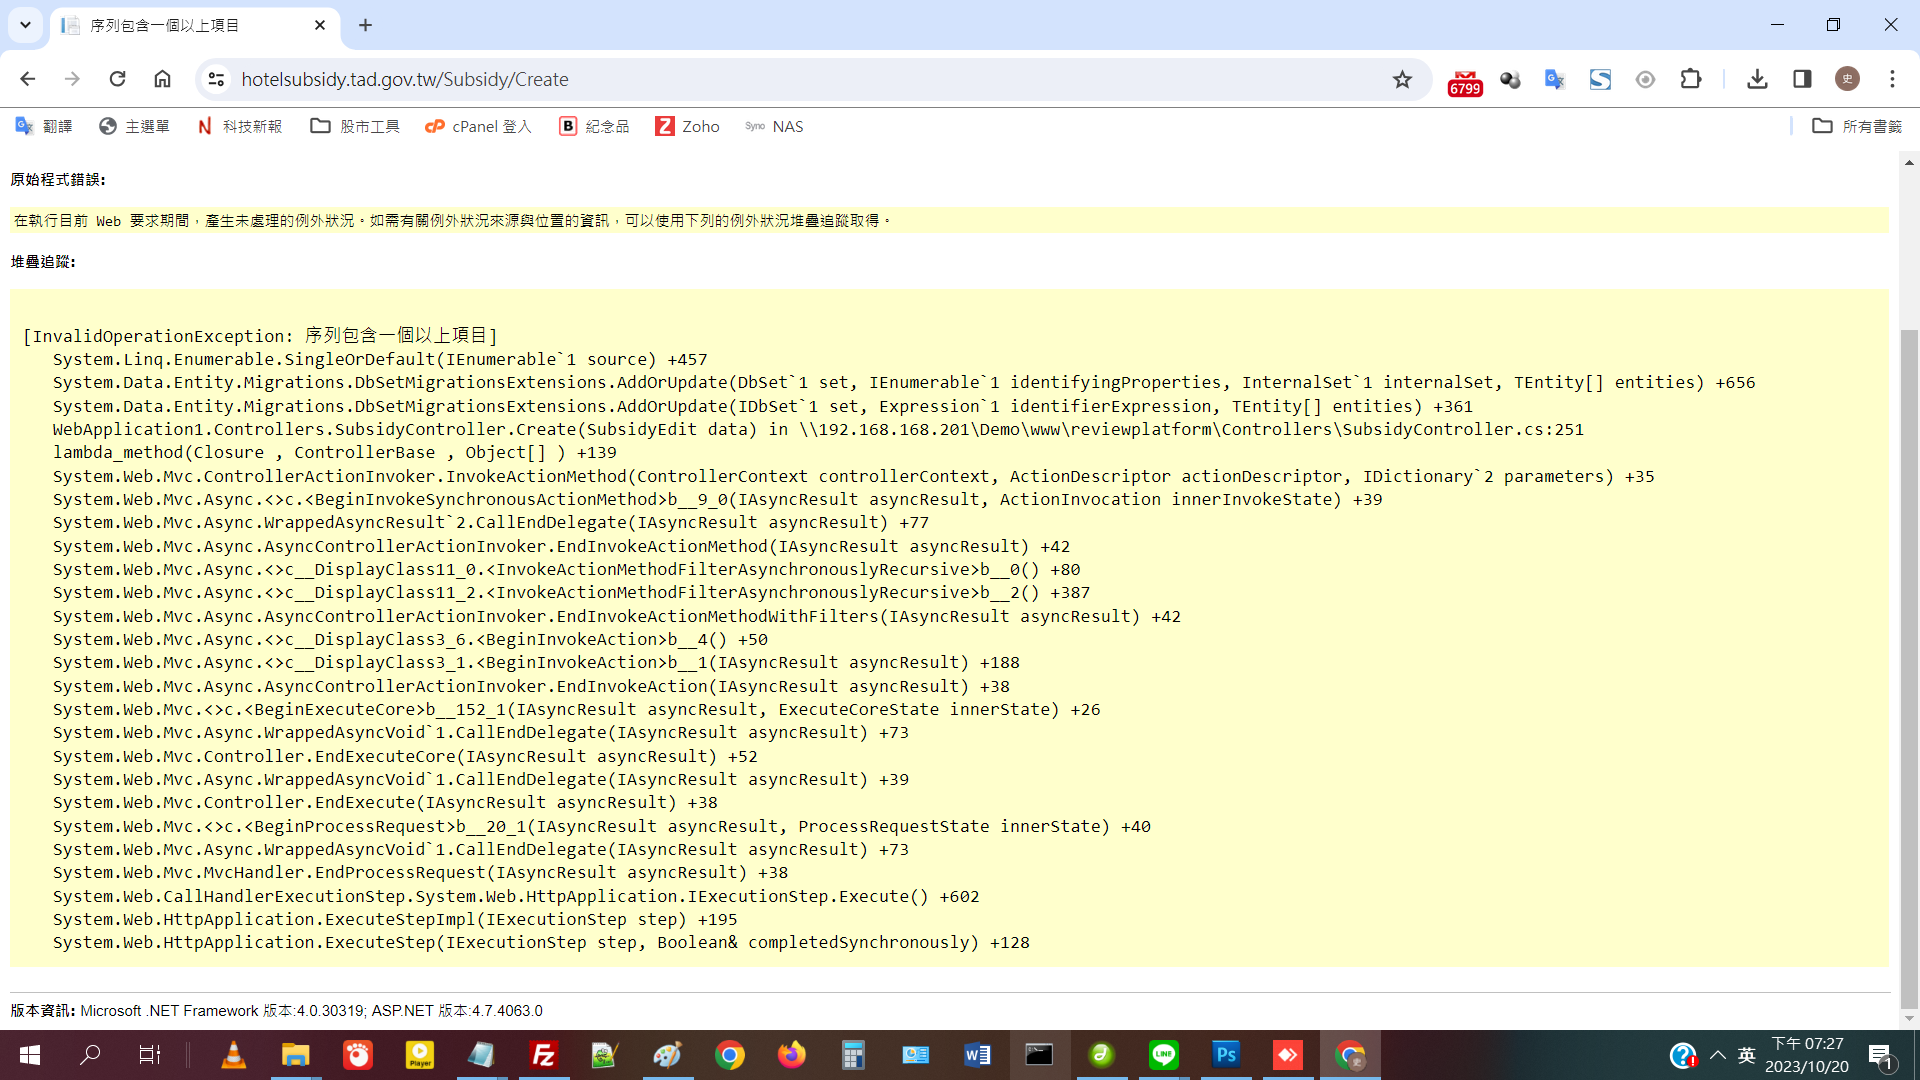 序列包含一個以上項目
hotelsubsidy.tad.gov.tw/Subsidy/Create
6799
史
翻譯
主選單
科技新報
股市工具
cPanel 登入
紀念品
Zoho
Syno NAS
所有書籤
原始程式錯誤:
在執行目前 Web 要求期間，產生未處理的例外狀況。如需有關例外狀況來源與位置的資訊，可以使用下列的例外狀況堆疊追蹤取得。
堆疊追蹤:
[InvalidOperationException: 序列包含一個以上項目]
System.Linq.Enumerable.SingleOrDefault(IEnumerable`1 source) +457
System.Data.Entity.Migrations.DbSetMigrationsExtensions.AddOrUpdate(DbSet`1 set, IEnumerable`1 identifyingProperties, InternalSet`1 internalSet, TEntity[] entities) +656
System.Data.Entity.Migrations.DbSetMigrationsExtensions.AddOrUpdate(IDbSet`1 set, Expression`1 identifierExpression, TEntity[] entities) +361
WebApplication1.Controllers.SubsidyController.Create(SubsidyEdit data) in \\192.168.168.201\Demo\www\reviewplatform\Controllers\SubsidyController.cs:251
lambda_method(Closure , ControllerBase , Object[] ) +139
System.Web.Mvc.ControllerActionInvoker.InvokeActionMethod(ControllerContext controllerContext, ActionDescriptor actionDescriptor, IDictionary`2 parameters) +35
System.Web.Mvc.Async.<>c.<BeginInvokeSynchronousActionMethod>b__9_0(IAsyncResult asyncResult, ActionInvocation innerInvokeState) +39
System.Web.Mvc.Async.WrappedAsyncResult`2.CallEndDelegate(IAsyncResult asyncResult) +77
System.Web.Mvc.Async.AsyncControllerActionInvoker.EndInvokeActionMethod(IAsyncResult asyncResult) +42
System.Web.Mvc.Async.<>c__DisplayClass11_0.<InvokeActionMethodFilterAsynchronouslyRecursive>b__0() +80
System.Web.Mvc.Async.<>c__DisplayClass11_2.<InvokeActionMethodFilterAsynchronouslyRecursive>b__2() +387
System.Web.Mvc.Async.AsyncControllerActionInvoker.EndInvokeActionMethodWithFilters(IAsyncResult asyncResult) +42
System.Web.Mvc.Async.<>c__DisplayClass3_6.<BeginInvokeAction>b__4() +50
System.Web.Mvc.Async.<>c__DisplayClass3_1.<BeginInvokeAction>b__1(IAsyncResult asyncResult) +188
System.Web.Mvc.Async.AsyncControllerActionInvoker.EndInvokeAction(IAsyncResult asyncResult) +38
System.Web.Mvc.<>c.<BeginExecuteCore>b__152_1(IAsyncResult asyncResult, ExecuteCoreState innerState) +26
System.Web.Mvc.Async.WrappedAsyncVoid`1.CallEndDelegate(IAsyncResult asyncResult) +73
System.Web.Mvc.Controller.EndExecuteCore(IAsyncResult asyncResult) +52
System.Web.Mvc.Async.WrappedAsyncVoid`1.CallEndDelegate(IAsyncResult asyncResult) +39
System.Web.Mvc.Controller.EndExecute(IAsyncResult asyncResult) +38
System.Web.Mvc.<>c.<BeginProcessRequest>b__20_1(IAsyncResult asyncResult, ProcessRequestState innerState) +40
System.Web.Mvc.Async.WrappedAsyncVoid`1.CallEndDelegate(IAsyncResult asyncResult) +73
System.Web.Mvc.MvcHandler.EndProcessRequest(IAsyncResult asyncResult) +38
System.Web.CallHandlerExecutionStep.System.Web.HttpApplication.IExecutionStep.Execute() +602
System.Web.HttpApplication.ExecuteStepImpl(IExecutionStep step) +195
System.Web.HttpApplication.ExecuteStep(IExecutionStep step, Boolean& completedSynchronously) +128
版本資訊: Microsoft .NET Framework 版本:4.0.30319; ASP.NET 版本:4.7.4063.0
Player
LINE
Ps
英
下午 07:27
2023/10/20
1